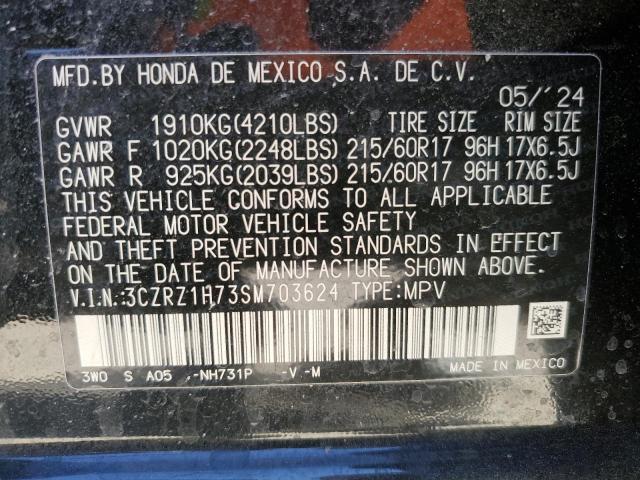 MFD.BY HONDA DE MEXICO S.A. DE C.V.
05/'24
GVWR 1910KG(4210LBS) TIRE SIZE RIM SIZE
GAWR F 1020KG(2248LBS) 215/60R17 96H 17X6.5J
GAWR R 925KG(2039LBS) 215/60R17 96H 17X6.5J
THIS VEHICLE CONFORMS TO ALL APPLICABLE
FEDERAL MOTOR VEHICLE SAFETY
AND THEFT PREVENTION STANDARDS IN EFFECT ON
THE DATE OF MANUFACTURE SHOWN ABOVE.
V.I.N.:3CZRZ1H73SM703624 TYPE:MPV
3W0 S A05 -NH731P -V-M
MADE IN MEXICO